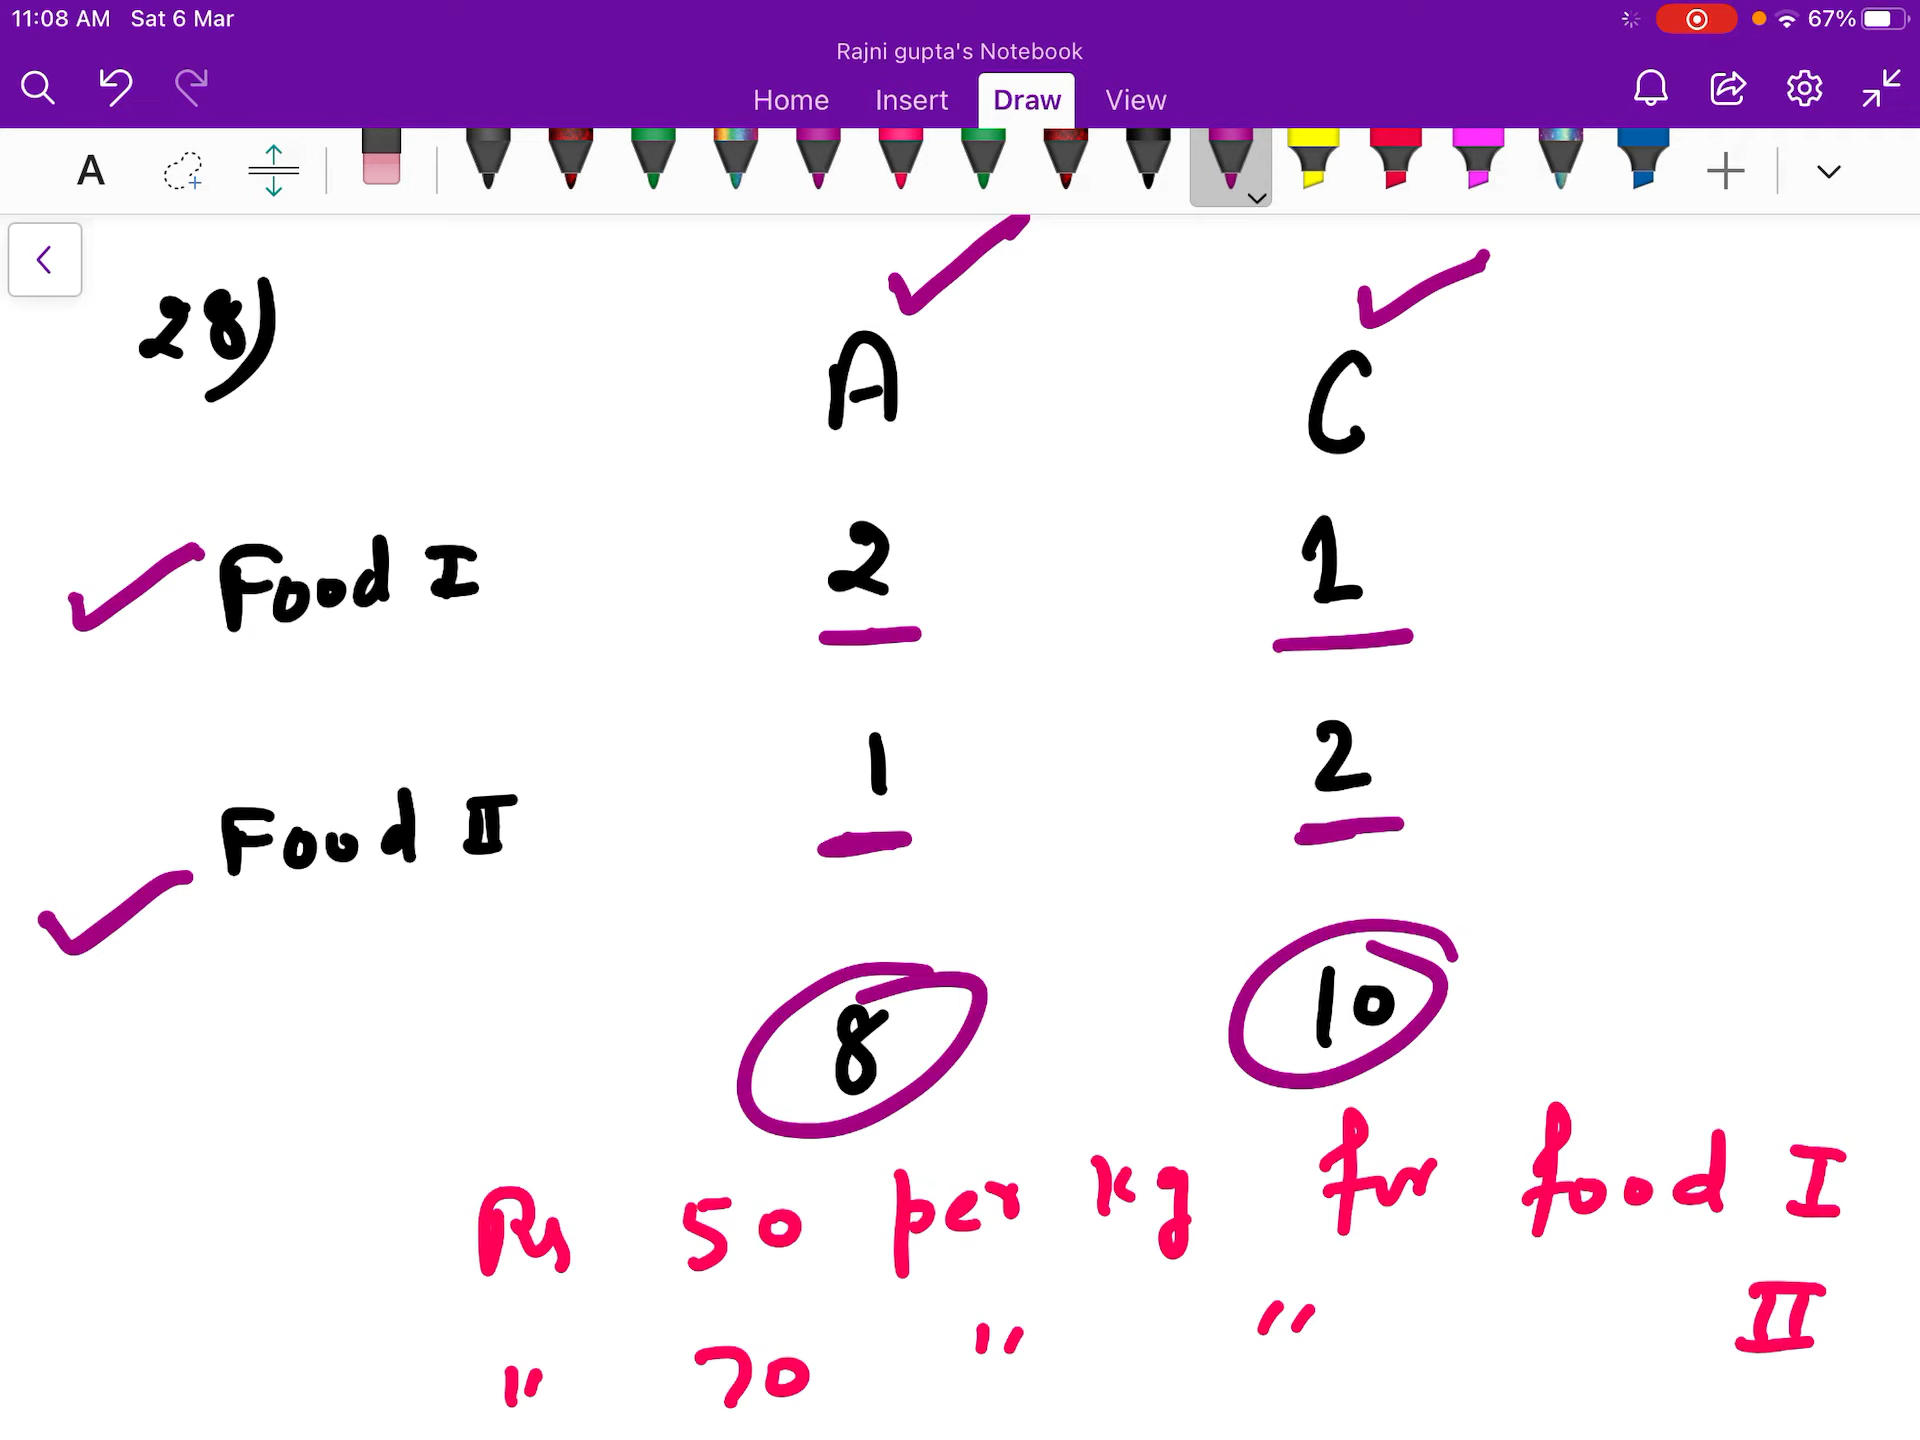 11:08 AM Sat 6 Mar 67%
Rajni gupta's Notebook
Home Insert Draw View
A
28) A C
Food I 2 1
Food II 1 2
8 10
Rs 50 per kg for food I
" 70 " " II